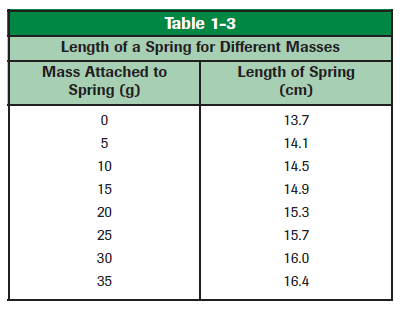 Table 1-3
Length of a Spring for Different Masses
Mass Attached to Spring (g) Length of Spring (cm)
0 13.7
5 14.1
10 14.5
15 14.9
20 15.3
25 15.7
30 16.0
35 16.4